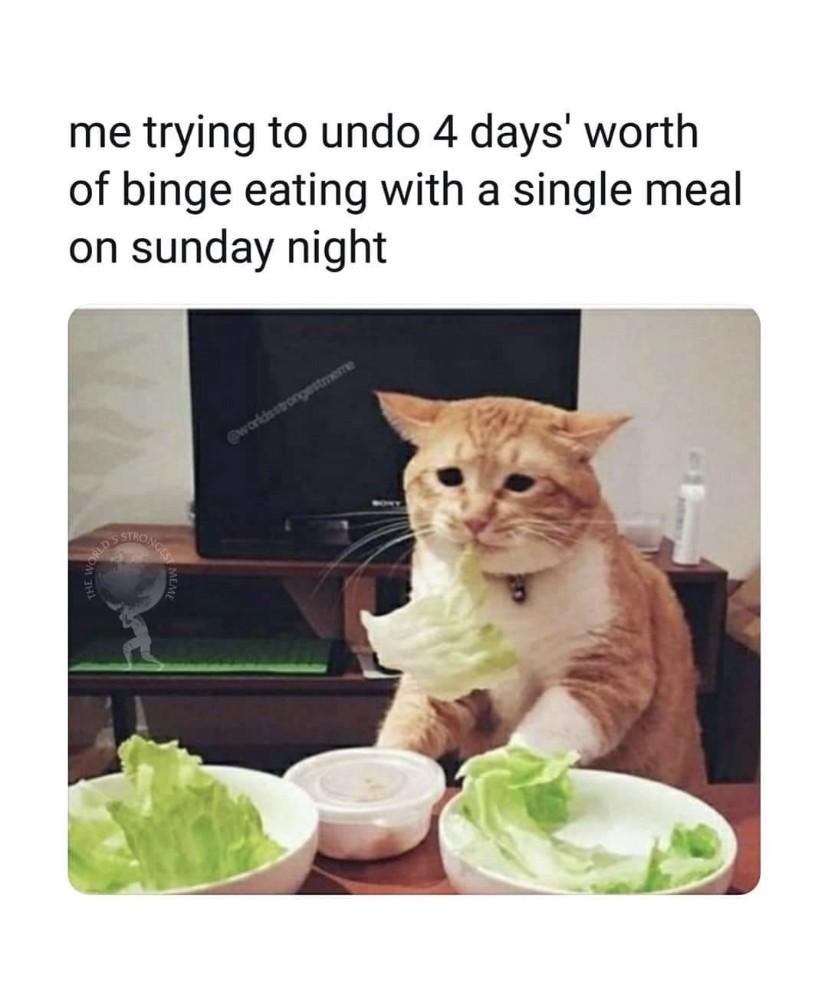 me trying to undo 4 days' worth
of binge eating with a single meal
on sunday night
@worldsstrongestmeme
SONY
THE WORLD'S STRONGEST MEME